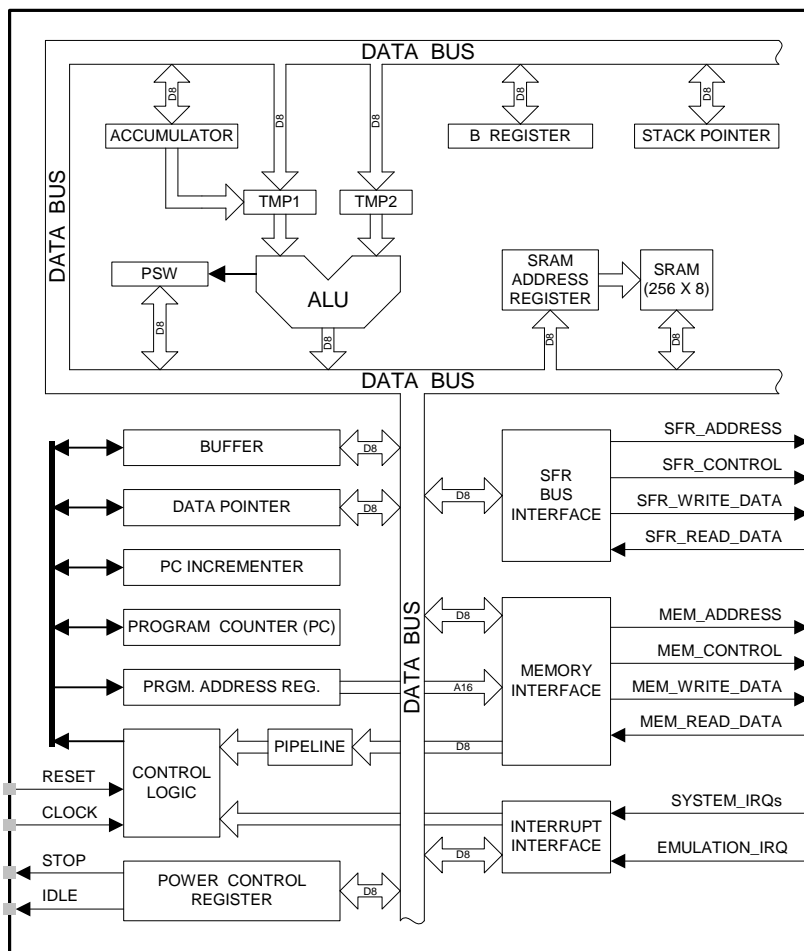 DATA BUS
D8
D8
D8
D8
D8
ACCUMULATOR
B REGISTER
STACK POINTER
DATA BUS
TMP1
TMP2
PSW
ALU
SRAM
ADDRESS
REGISTER
SRAM
(256 X 8)
D8
D8
D8
D8
DATA BUS
BUFFER
D8
DATA POINTER
D8
PC INCREMENTER
PROGRAM COUNTER (PC)
PRGM. ADDRESS REG.
A16
DATA BUS
D8
SFR
BUS
INTERFACE
SFR_ADDRESS
SFR_CONTROL
SFR_WRITE_DATA
SFR_READ_DATA
D8
MEMORY
INTERFACE
MEM_ADDRESS
MEM_CONTROL
MEM_WRITE_DATA
MEM_READ_DATA
PIPELINE
D8
CONTROL
LOGIC
RESET
CLOCK
INTERRUPT
INTERFACE
SYSTEM_IRQs
EMULATION_IRQ
D8
STOP
IDLE
POWER CONTROL
REGISTER
D8